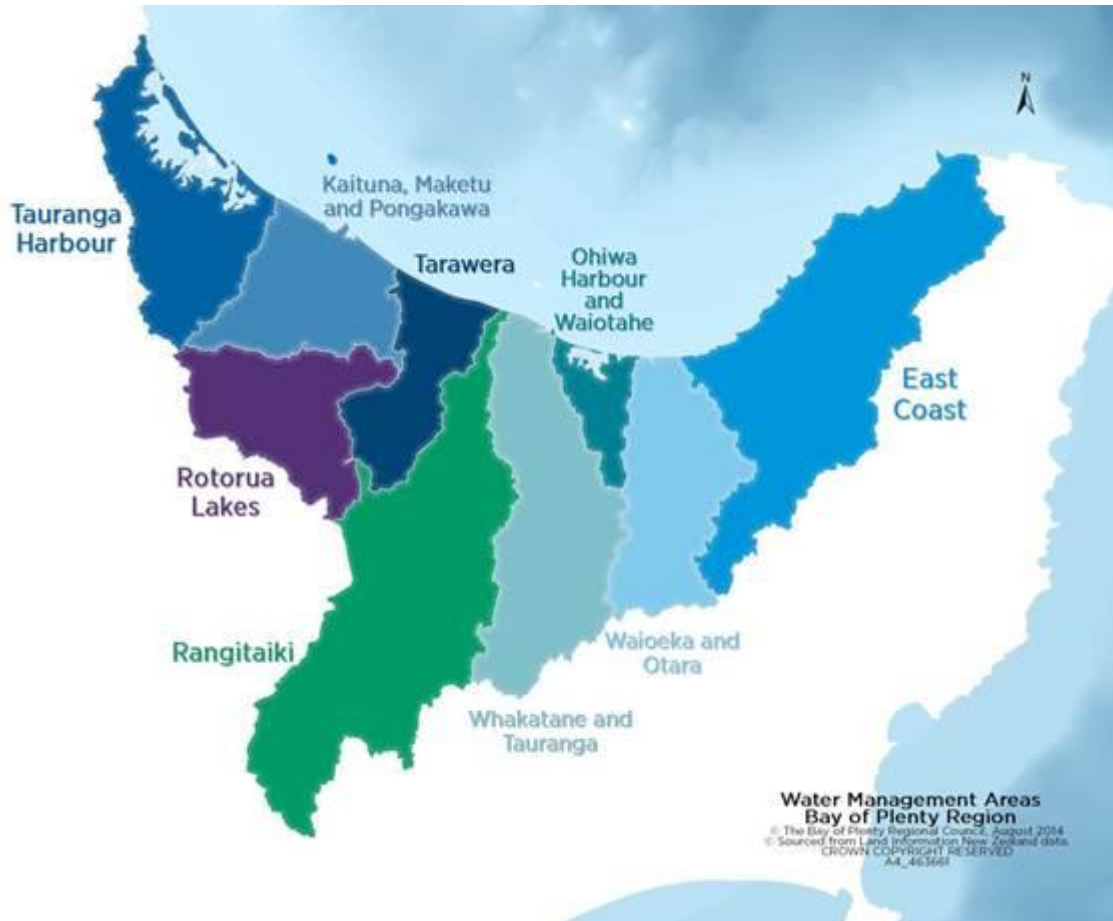 N
Kaituna, Maketu
and Pongakawa
Tauranga
Harbour
Tarawera
Ohiwa
Harbour
and
Waiotahe
East
Coast
Rotorua
Lakes
Rangitaiki
Waioeka and
Otara
Whakatane and
Tauranga
Water Management Areas
Bay of Plenty Region
© The Bay of Plenty Regional Council, August 2014
© Sourced from Land Information New Zealand data.
CROWN COPYRIGHT RESERVED
A4_463661